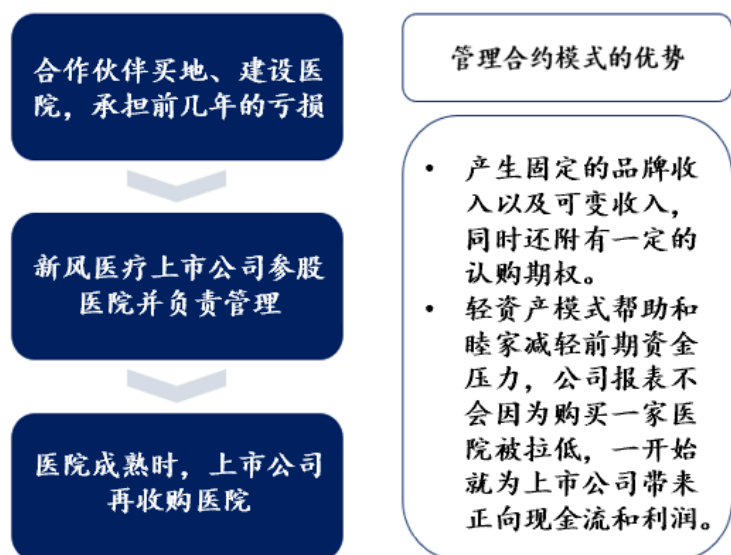 合作伙伴买地、建设医
院，承担前几年的亏损
新风医疗上市公司参股
医院并负责管理
医院成熟时，上市公司
再收购医院
管理合约模式的优势
• 产生固定的品牌收
入以及可变收入，
同时还附有一定的
认购期权。
• 轻资产模式帮助和
睦家减轻前期资金
压力，公司报表不
会因为购买一家医
院被拉低，一开始
就为上市公司带来
正向现金流和利润。